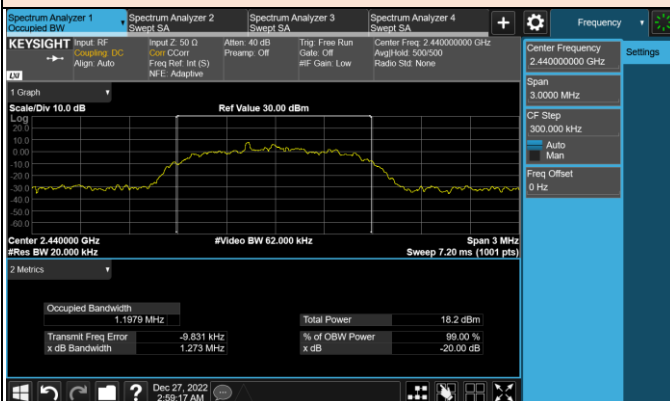 Spectrum Analyzer 1
Occupied BW
Spectrum Analyzer 2
Swept SA
Spectrum Analyzer 3
Swept SA
Spectrum Analyzer 4
Swept SA
+
Frequency
KEYSIGHT
Input: RF
Coupling: DC
Align: Auto
Input Z: 50 Ω
Corr CCorr
Freq Ref: Int (S)
NFE: Adaptive
Atten: 40 dB
Preamp: Off
Trig: Free Run
Gate: Off
#IF Gain: Low
Center Freq: 2.440000000 GHz
Avg|Hold: 500/500
Radio Std: None
LXI
Center Frequency
2.440000000 GHz
Settings
Span
3.0000 MHz
CF Step
300.000 kHz
Auto
Man
Freq Offset
0 Hz
1 Graph
Scale/Div 10.0 dB
Ref Value 30.00 dBm
Log
20.0
10.0
0.00
-10.0
-20.0
-30.0
-40.0
-50.0
-60.0
Center 2.440000 GHz
#Video BW 62.000 kHz
Span 3 MHz
#Res BW 20.000 kHz
Sweep 7.20 ms (1001 pts)
2 Metrics
Occupied Bandwidth
1.1979 MHz
Total Power 18.2 dBm
Transmit Freq Error -9.831 kHz
% of OBW Power 99.00 %
x dB Bandwidth 1.273 MHz
x dB -20.00 dB
?
Dec 27, 2022
2:59:17 AM